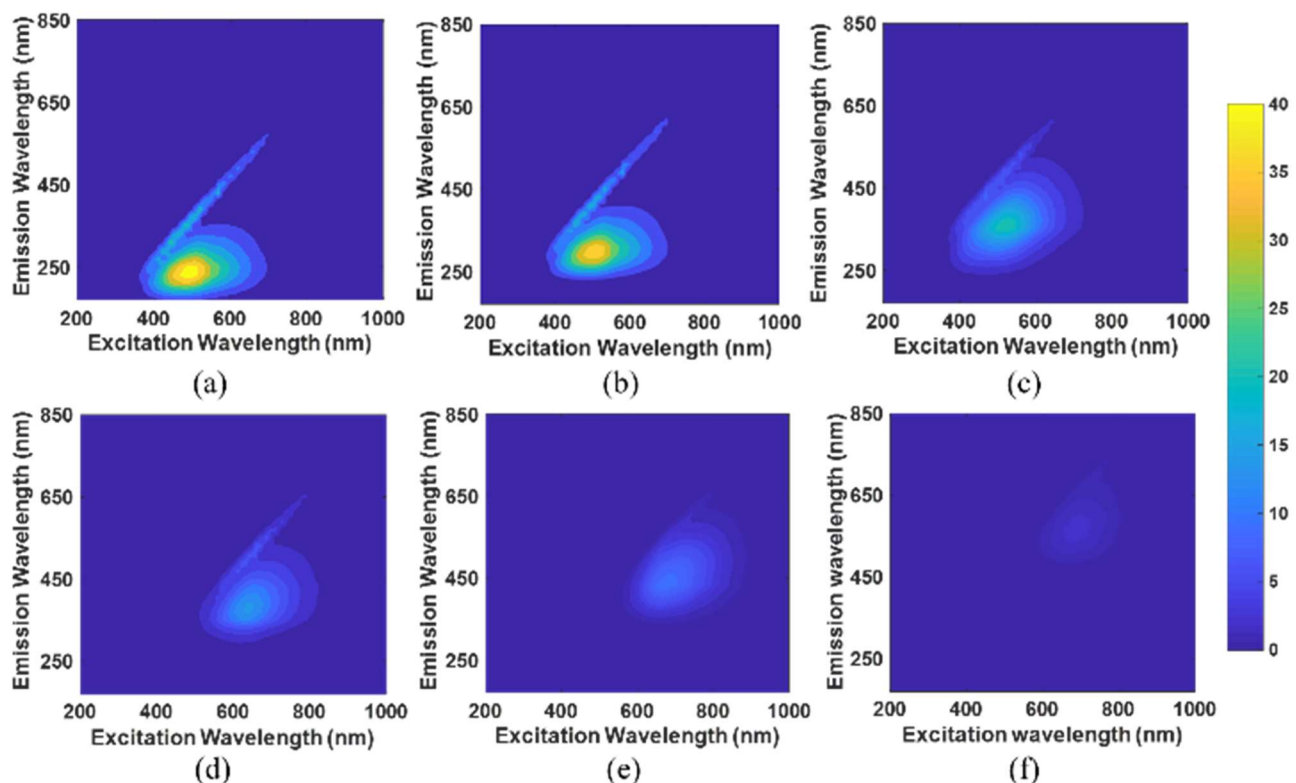 850
650
450
250
Emission Wavelength (nm)
200 400 600 800 1000
Excitation Wavelength (nm)
(a)
850
650
450
250
Emission Wavelength (nm)
200 400 600 800 1000
Excitation Wavelength (nm)
(b)
850
650
450
250
Emission Wavelength (nm)
200 400 600 800 1000
Excitation Wavelength (nm)
(c)
40
35
30
25
20
15
10
5
0
850
650
450
250
Emission Wavelength (nm)
200 400 600 800 1000
Excitation Wavelength (nm)
(d)
850
650
450
250
Emission Wavelength (nm)
200 400 600 800 1000
Excitation Wavelength (nm)
(e)
850
650
450
250
Emission wavelength (nm)
200 400 600 800 1000
Excitation wavelength (nm)
(f)